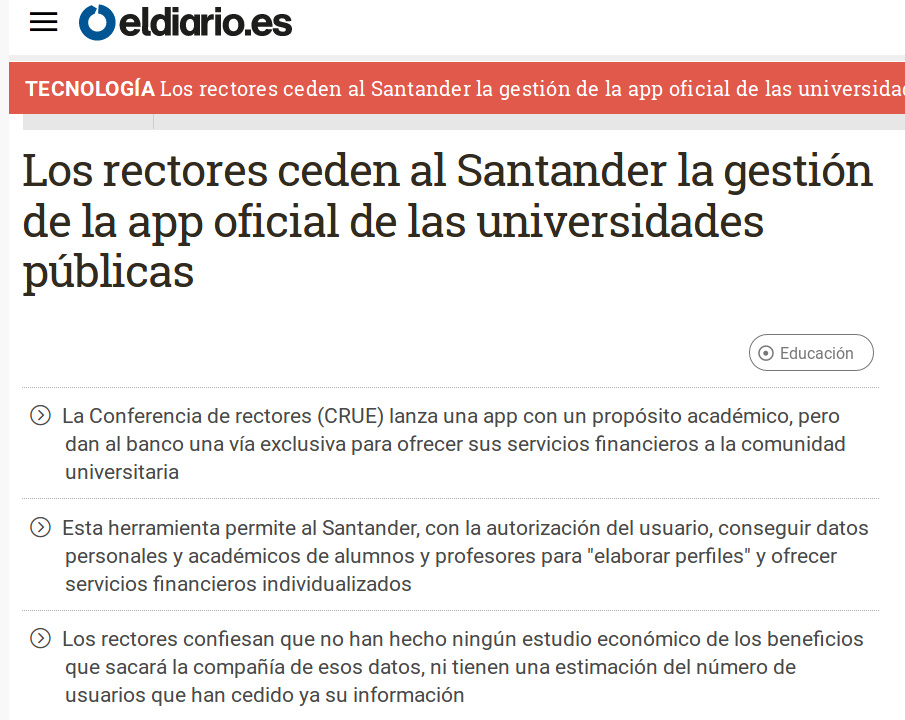 eldiario.es
TECNOLOGÍA Los rectores ceden al Santander la gestión de la app oficial de las
Los rectores ceden al Santander la gestión
de la app oficial de las universidades
públicas
Educación
La Conferencia de rectores (CRUE) lanza una app con un propósito académico, pero
dan al banco una vía exclusiva para ofrecer sus servicios financieros a la comunidad
universitaria
Esta herramienta permite al Santander, con la autorización del usuario, conseguir datos
personales y académicos de alumnos y profesores para "elaborar perfiles" y ofrecer
servicios financieros individualizados
Los rectores confiesan que no han hecho ningún estudio económico de los beneficios
que sacará la compañía de esos datos, ni tienen una estimación del número de
usuarios que han cedido ya su información